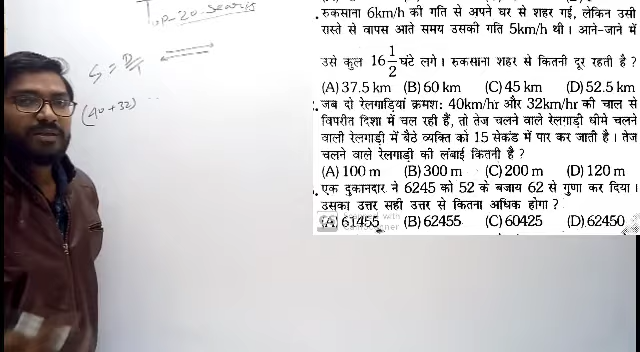 Top-20
S = D/T
(40+32)
रुकसाना 6km/h की गति से अपने घर से शहर गई, लेकिन उसी
रास्ते से वापस आते समय उसकी गति 5km/h थी। आने-जाने में
उसे कुल 16 1/2 घंटे लगे। रुकसाना शहर से कितनी दूर रहती है ?
(A) 37.5 km (B) 60 km (C) 45 km (D) 52.5 km
जब दो रेलगाड़ियां क्रमशः 40km/hr और 32km/hr की चाल से
विपरीत दिशा में चल रही हैं, तो तेज चलने वाले रेलगाड़ी धीमे चलने
वाली रेलगाड़ी में बैठे व्यक्ति को 15 सेकंड में पार कर जाती है। तेज
चलने वाले रेलगाड़ी की लंबाई कितनी है ?
(A) 100 m (B) 300 m (C) 200 m (D) 120 m
एक दुकानदार ने 6245 को 52 के बजाय 62 से गुणा कर दिया।
उसका उत्तर सही उत्तर से कितना अधिक होगा ?
(A) 61455 (B) 62455 (C) 60425 (D) 62450